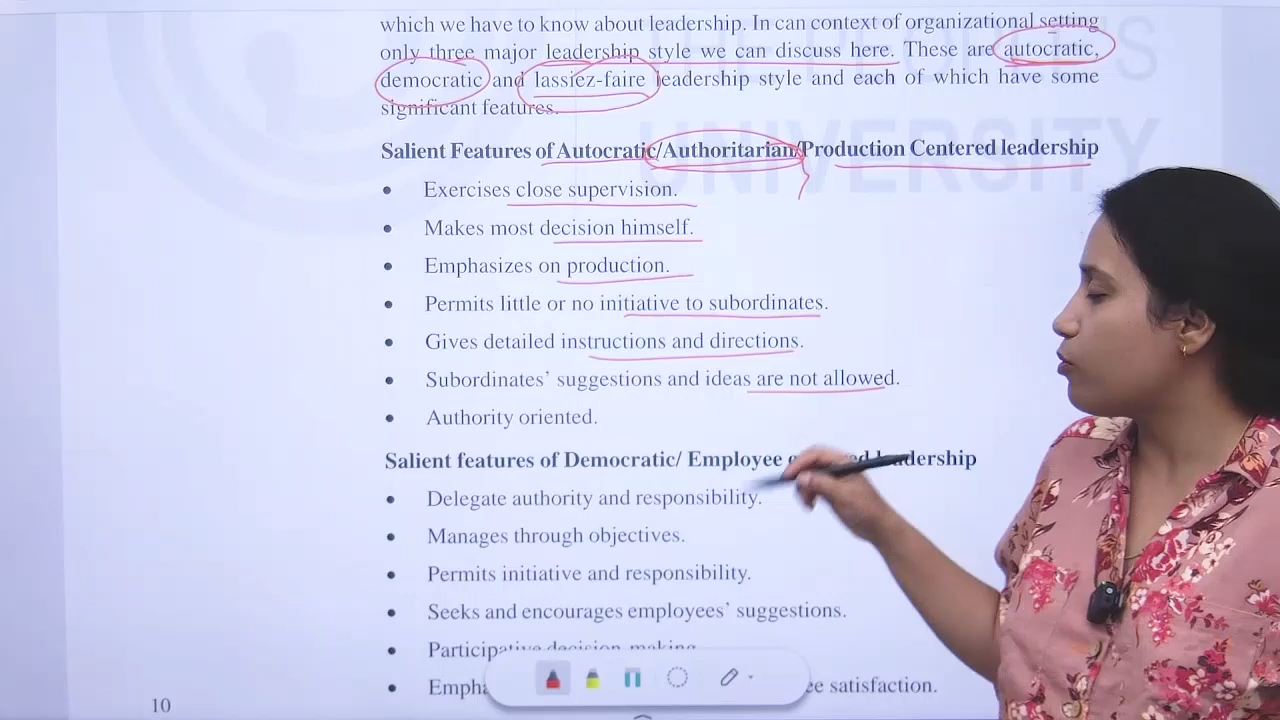 which we have to know about leadership. In can context of organizational setting
only three major leadership style we can discuss here. These are autocratic,
democratic and lassiez-faire leadership style and each of which have some
significant features.
UNIVERSITY
Salient Features of Autocratic/Authoritarian/Production Centered leadership
• Exercises close supervision.
• Makes most decision himself.
• Emphasizes on production.
• Permits little or no initiative to subordinates.
• Gives detailed instructions and directions.
• Subordinates’ suggestions and ideas are not allowed.
• Authority oriented.
Salient features of Democratic/ Employee leadership
• Delegate authority and responsibility.
• Manages through objectives.
• Permits initiative and responsibility.
• Seeks and encourages employees’ suggestions.
• Participative decision making
• satisfaction.
10